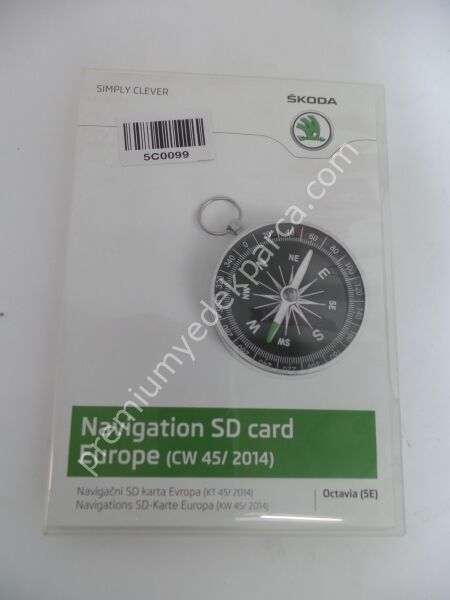 SIMPLY CLEVER
ŠKODA
5C0099
Navigation SD card
Europe (CW 45/ 2014)
Navigační SD karta Evropa (KT 45/ 2014)
Navigations SD-Karte Europa (KW 45/ 2014)
Octavia (5E)
premiumyedekparca.com